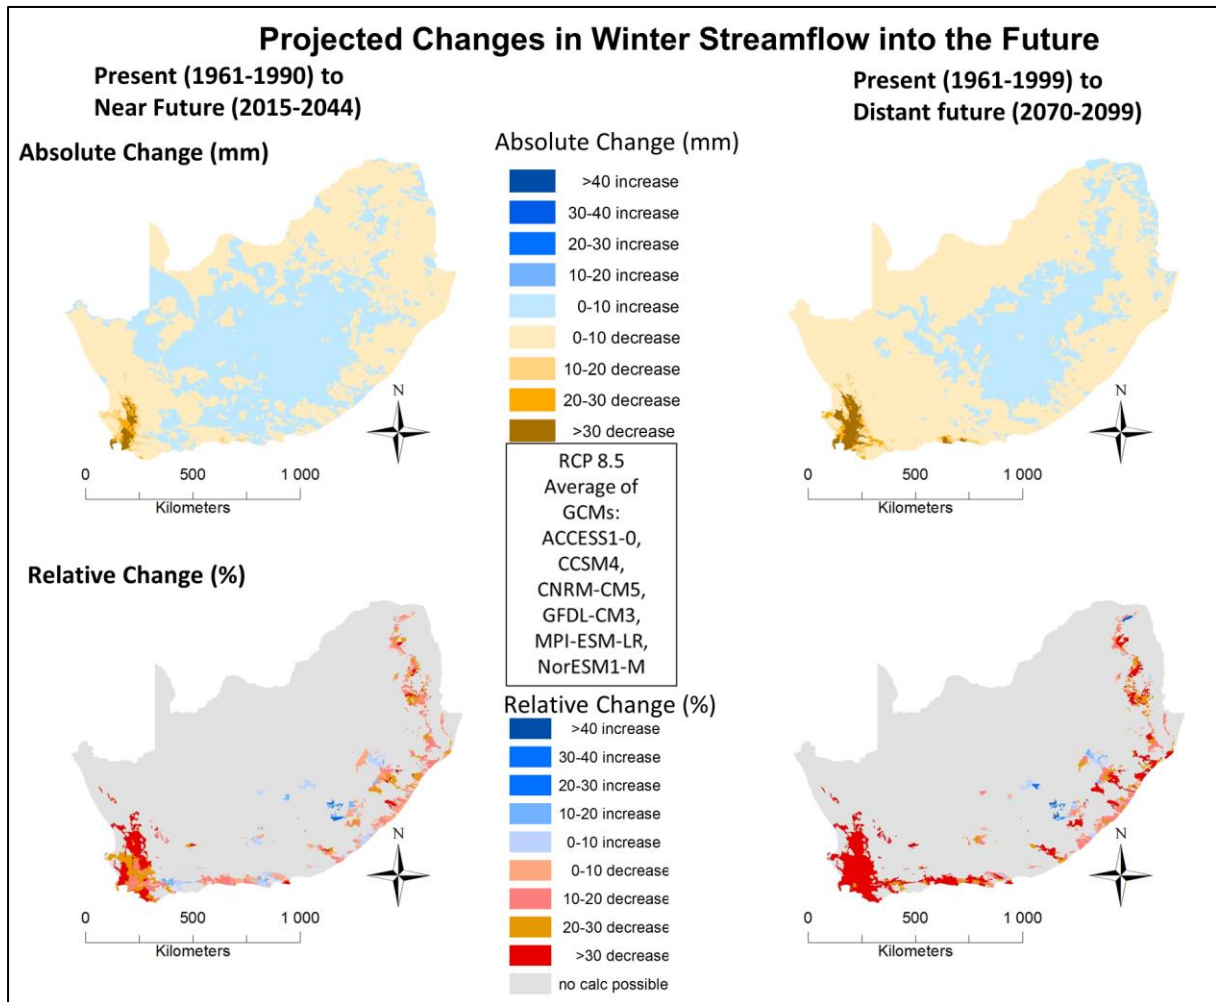 Projected Changes in Winter Streamflow into the Future
Present (1961-1990) to
Near Future (2015-2044)
Present (1961-1999) to
Distant future (2070-2099)
Absolute Change (mm)
Absolute Change (mm)
>40 increase
30-40 increase
20-30 increase
10-20 increase
0-10 increase
0-10 decrease
10-20 decrease
20-30 decrease
>30 decrease
N
0 500 1 000
Kilometers
N
0 500 1 000
Kilometers
RCP 8.5
Average of
GCMs:
ACCESS1-0,
CCSM4,
CNRM-CM5,
GFDL-CM3,
MPI-ESM-LR,
NorESM1-M
Relative Change (%)
Relative Change (%)
>40 increase
30-40 increase
20-30 increase
10-20 increase
0-10 increase
0-10 decrease
10-20 decrease
20-30 decrease
>30 decrease
no calc possible
N
0 500 1 000
Kilometers
N
0 500 1 000
Kilometers